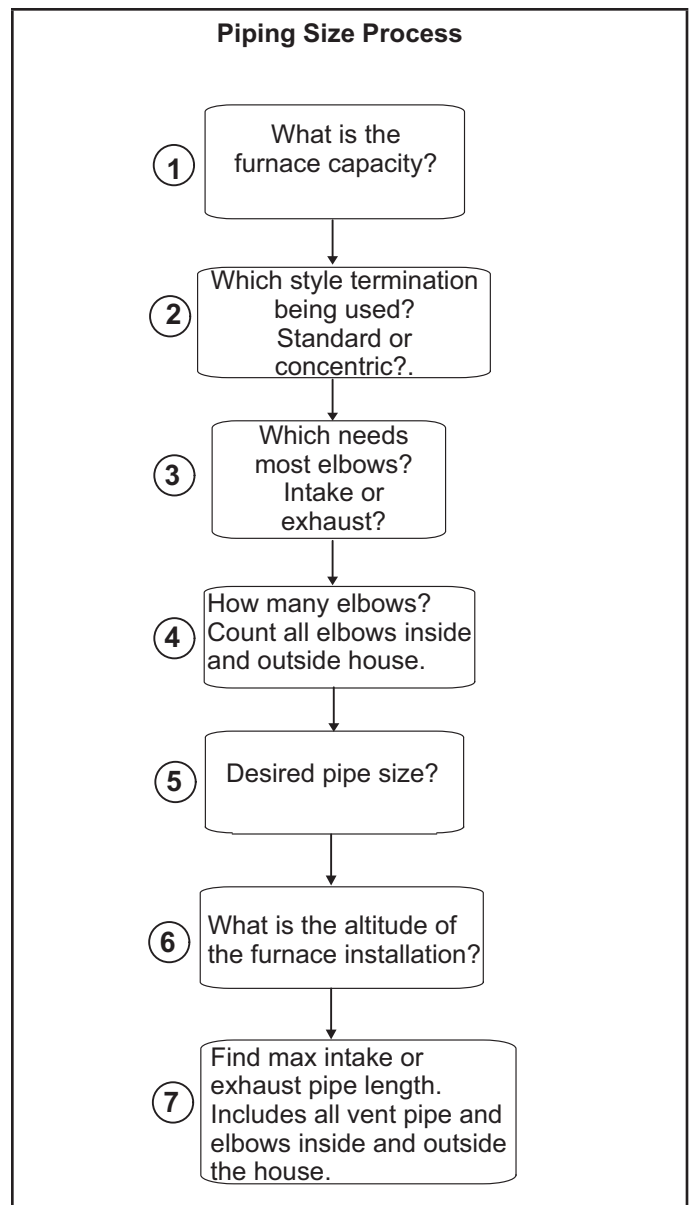 Piping Size Process
1
What is the
furnace capacity?
2
Which style termination
being used?
Standard or
concentric?.
3
Which needs
most elbows?
Intake or
exhaust?
4
How many elbows?
Count all elbows inside
and outside house.
5
Desired pipe size?
6
What is the altitude of
the furnace installation?
7
Find max intake or
exhaust pipe length.
Includes all vent pipe and
elbows inside and outside
the house.